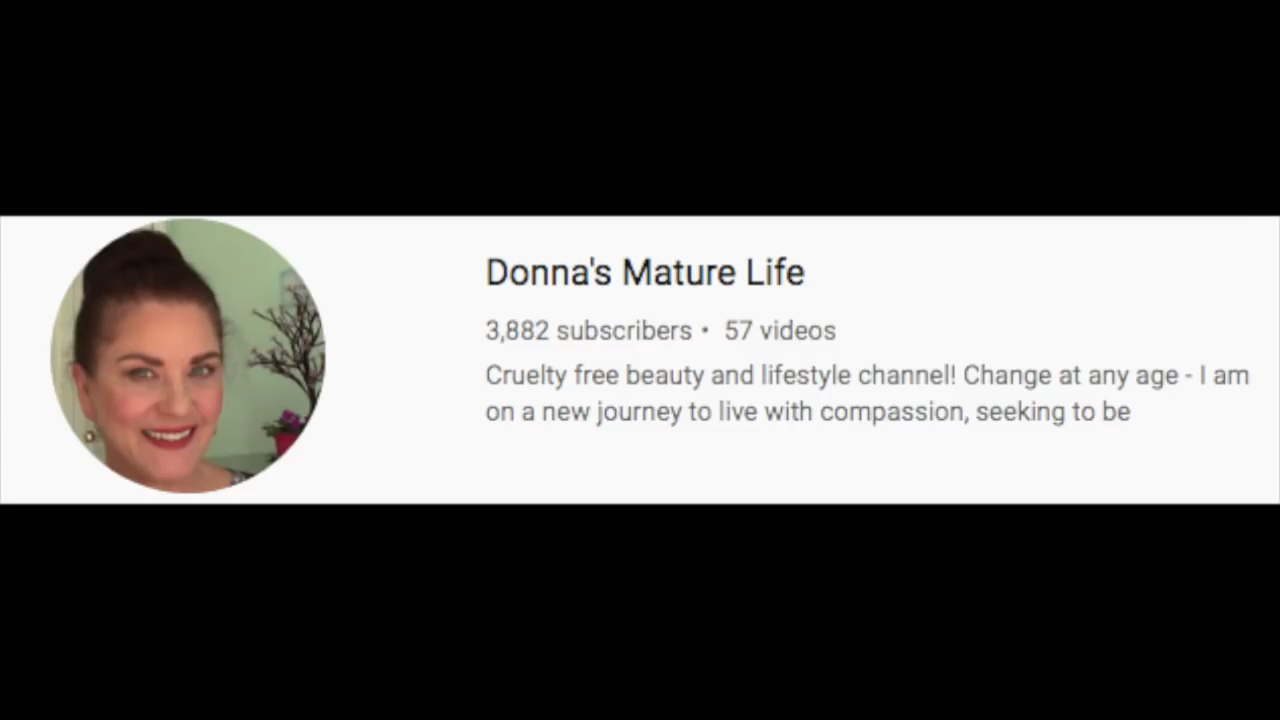 Donna's Mature Life
3,882 subscribers • 57 videos
Cruelty free beauty and lifestyle channel! Change at any age - I am
on a new journey to live with compassion, seeking to be